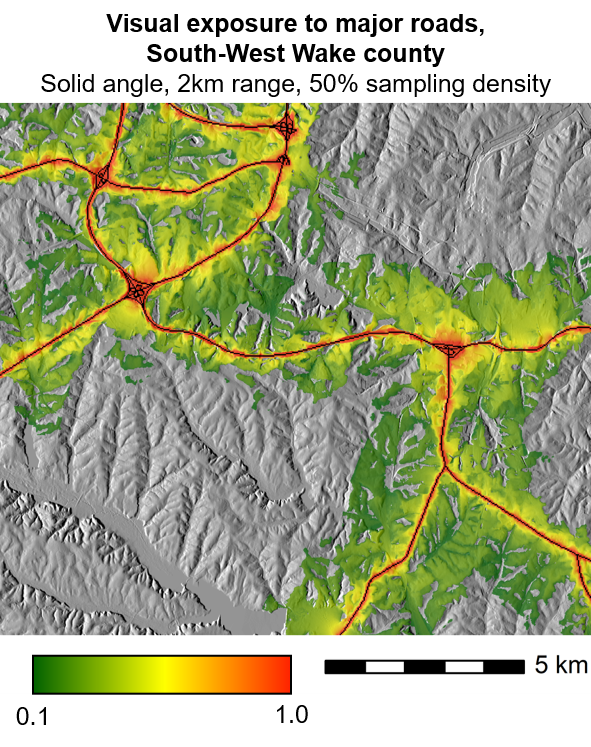 Visual exposure to major roads,
South-West Wake county
Solid angle, 2km range, 50% sampling density
5 km
0.1
1.0